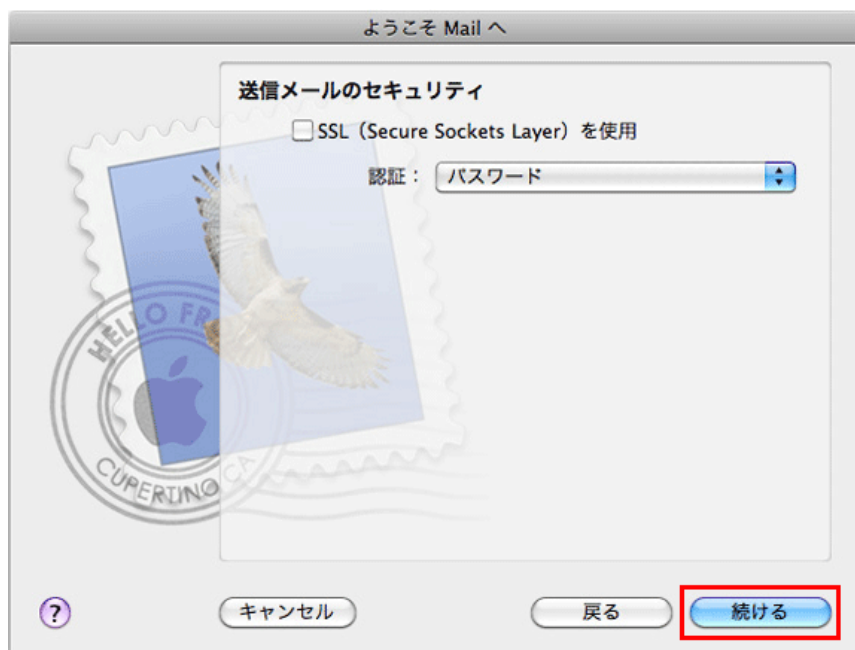 ようこそ Mail へ
送信メールのセキュリティ
SSL（Secure Sockets Layer）を使用
認証： パスワード
HELLO FR
CUPERTINO CA
?
キャンセル 戻る 続ける